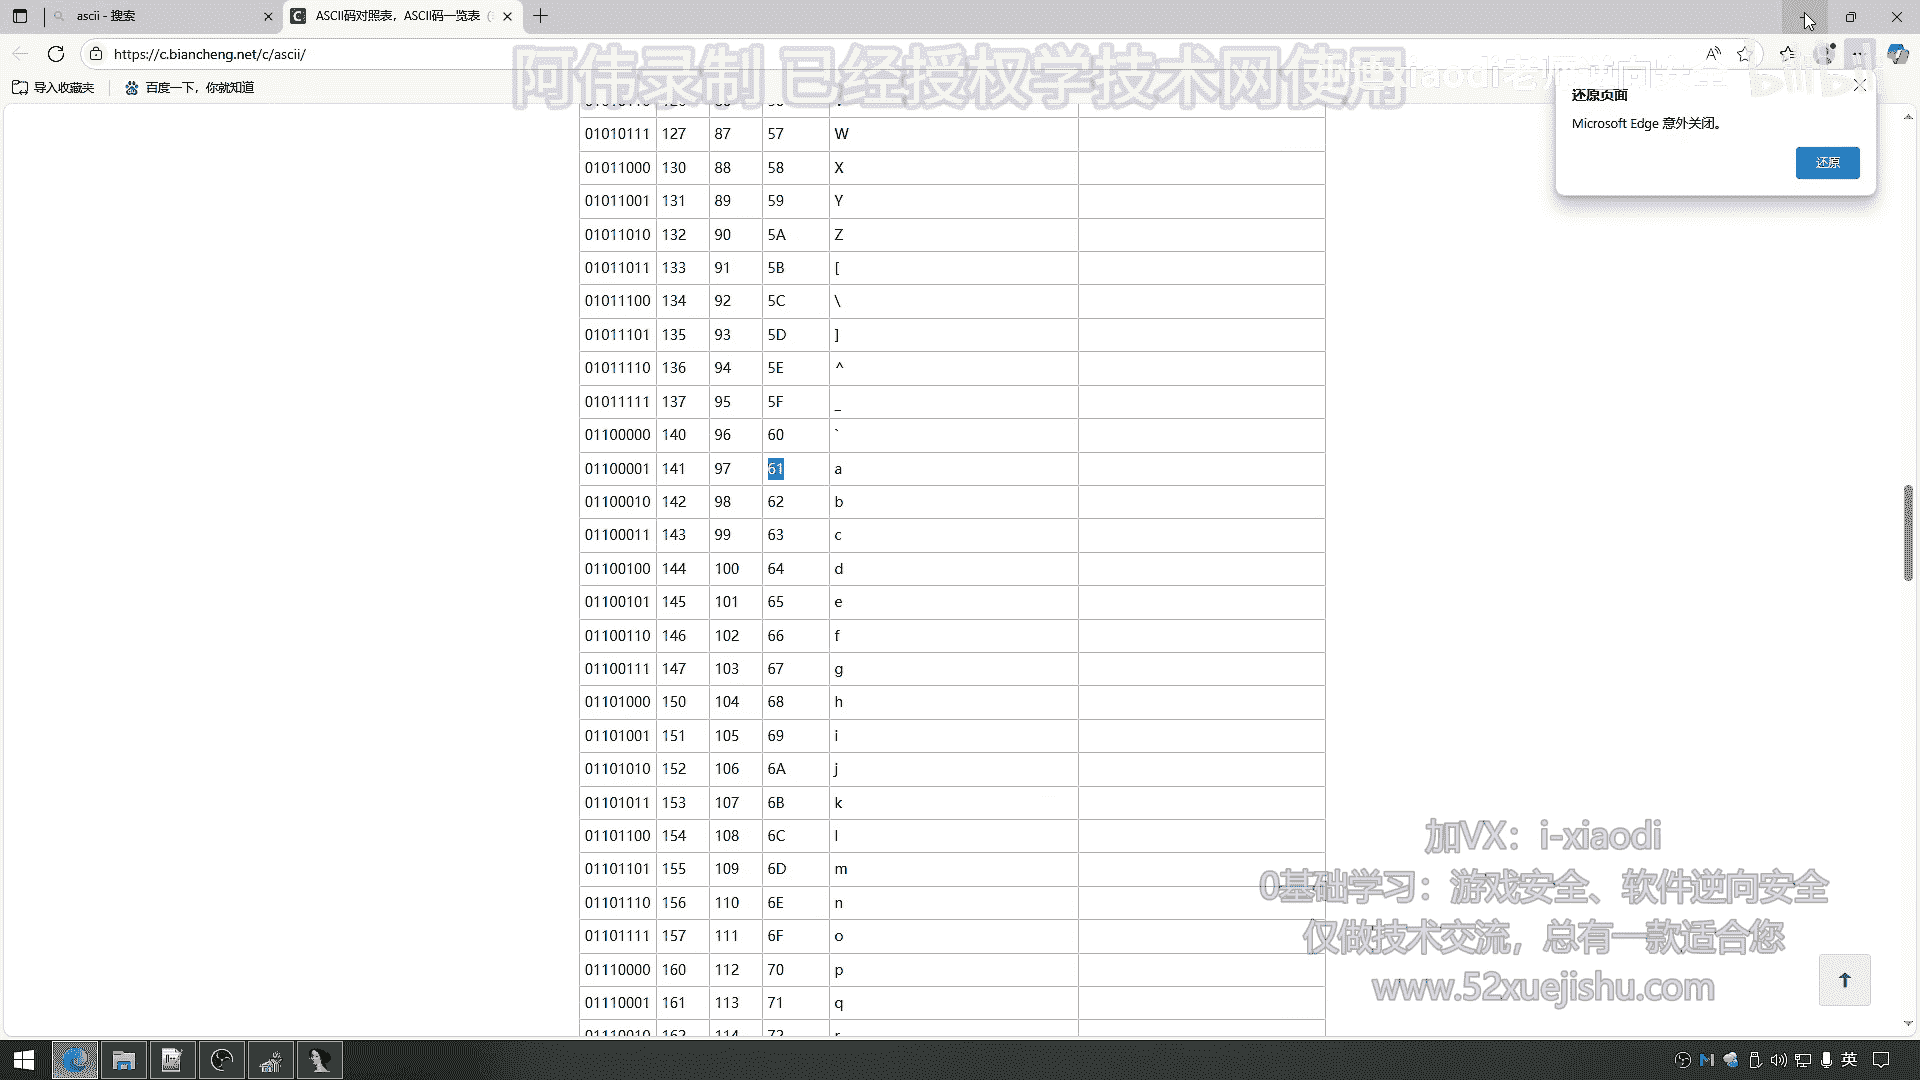 ascii - 搜索
ASCII码对照表，ASCII码一览表（
https://c.biancheng.net/c/ascii/
导入收藏夹
百度一下，你就知道
阿伟录制 已经授权学技术网使用
还原页面
Microsoft Edge 意外关闭。
还原
01010111 127 87 57 W
01011000 130 88 58 X
01011001 131 89 59 Y
01011010 132 90 5A Z
01011011 133 91 5B [
01011100 134 92 5C \
01011101 135 93 5D ]
01011110 136 94 5E ^
01011111 137 95 5F _
01100000 140 96 60 `
01100001 141 97 61 a
01100010 142 98 62 b
01100011 143 99 63 c
01100100 144 100 64 d
01100101 145 101 65 e
01100110 146 102 66 f
01100111 147 103 67 g
01101000 150 104 68 h
01101001 151 105 69 i
01101010 152 106 6A j
01101011 153 107 6B k
01101100 154 108 6C l
01101101 155 109 6D m
01101110 156 110 6E n
01101111 157 111 6F o
01110000 160 112 70 p
01110001 161 113 71 q
加VX：i-xiaodi
0基础学习：游戏安全、软件逆向安全
仅做技术交流，总有一款适合您
www.52xuejishu.com
英